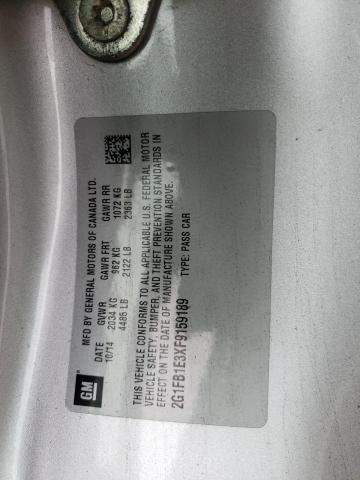 GM
MFD BY GENERAL MOTORS OF CANADA LTD.
DATE GVWR GAWR FRT GAWR RR
10/14 2034 KG 962 KG 1072 KG
4485 LB 2122 LB 2363 LB
THIS VEHICLE CONFORMS TO ALL APPLICABLE U.S. FEDERAL MOTOR
VEHICLE SAFETY, BUMPER, AND THEFT PREVENTION STANDARDS IN
EFFECT ON THE DATE OF MANUFACTURE SHOWN ABOVE.
2G1FB1E3XF9159189 TYPE: PASS CAR